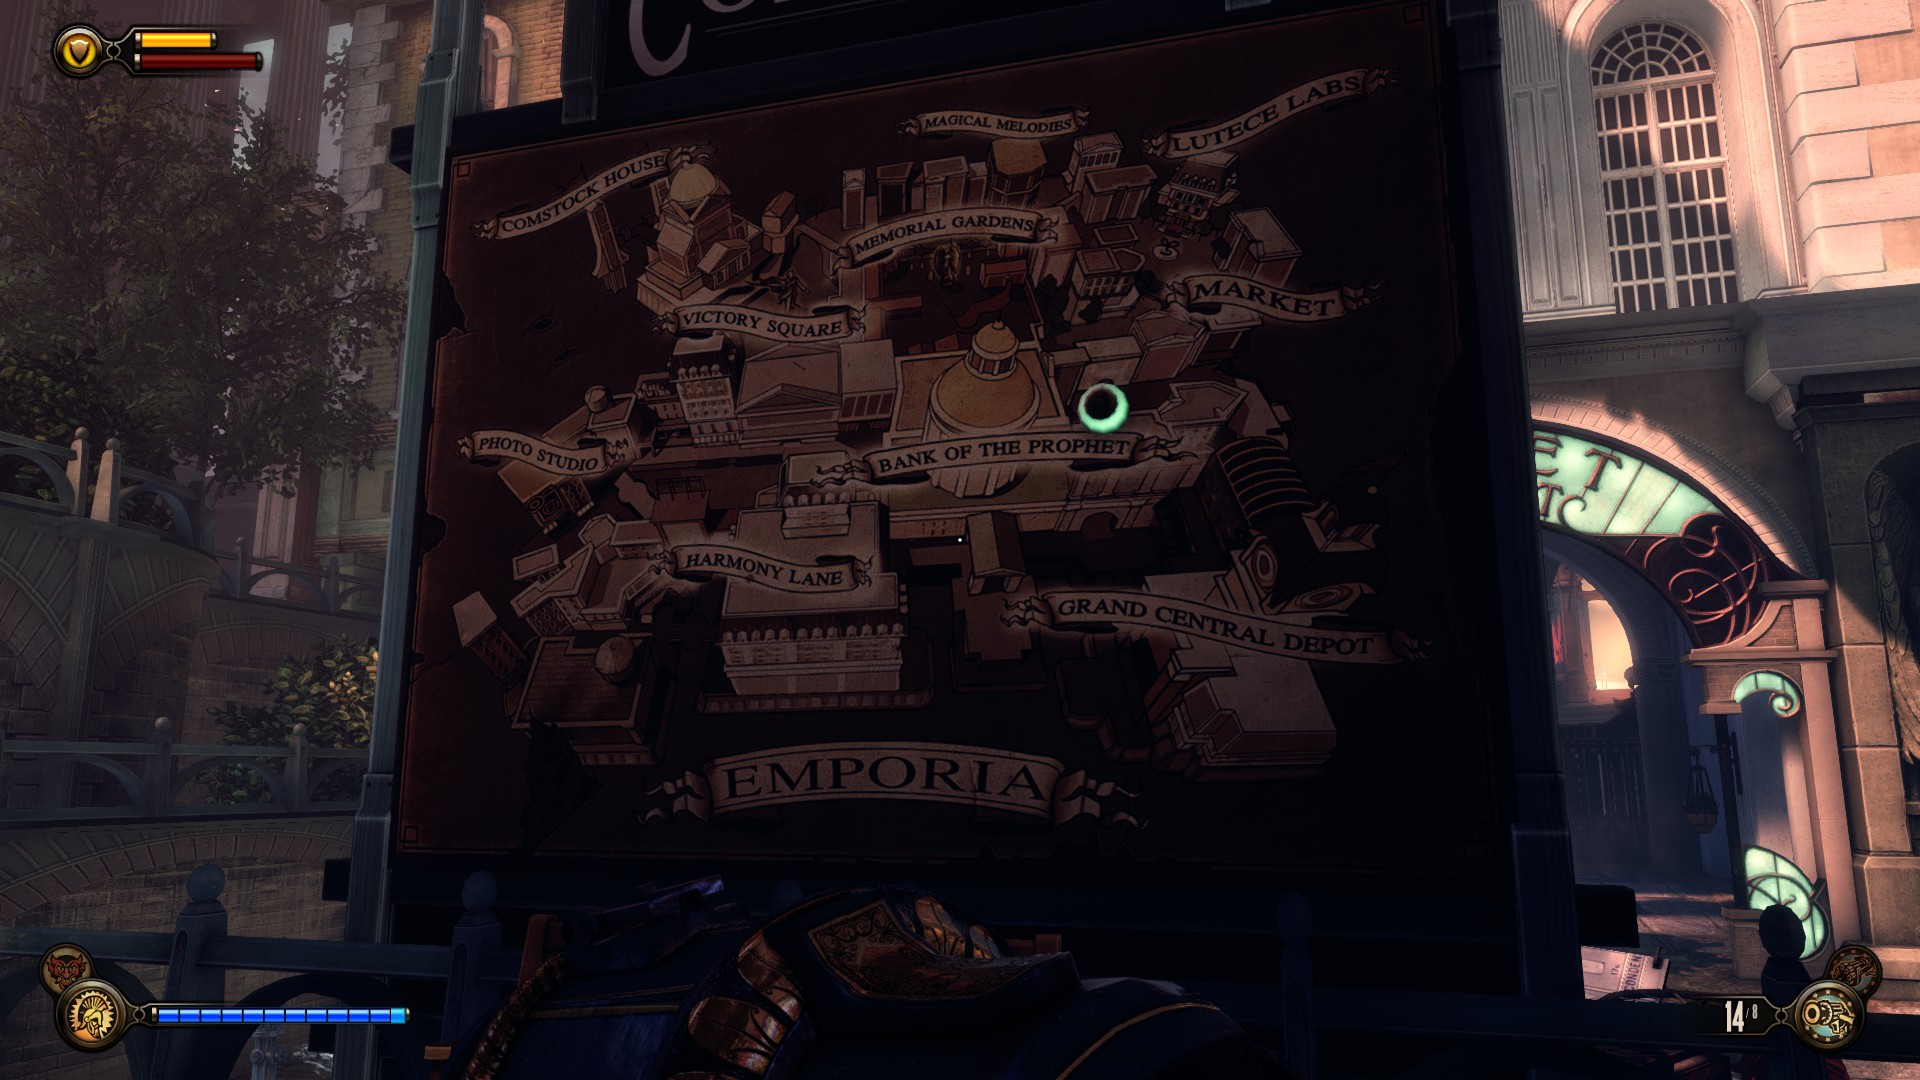 MAGICAL MELODIES
LUTECE LABS
COMSTOCK HOUSE
MEMORIAL GARDENS
MARKET
VICTORY SQUARE
PHOTO STUDIO
BANK OF THE PROPHET
HARMONY LANE
GRAND CENTRAL DEPOT
EMPORIA
14/8